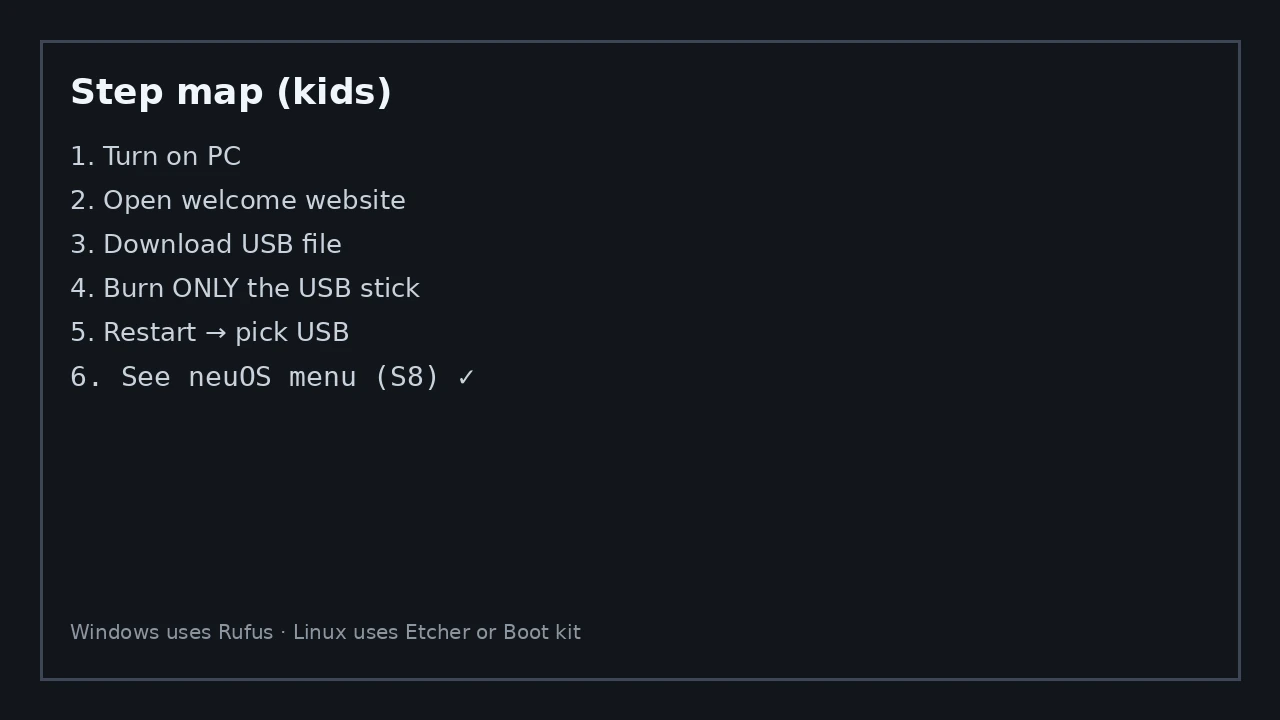 Step map (kids)
1. Turn on PC
2. Open welcome website
3. Download USB file
4. Burn ONLY the USB stick
5. Restart → pick USB
6. See neuOS menu (S8) ✓
Windows uses Rufus · Linux uses Etcher or Boot kit